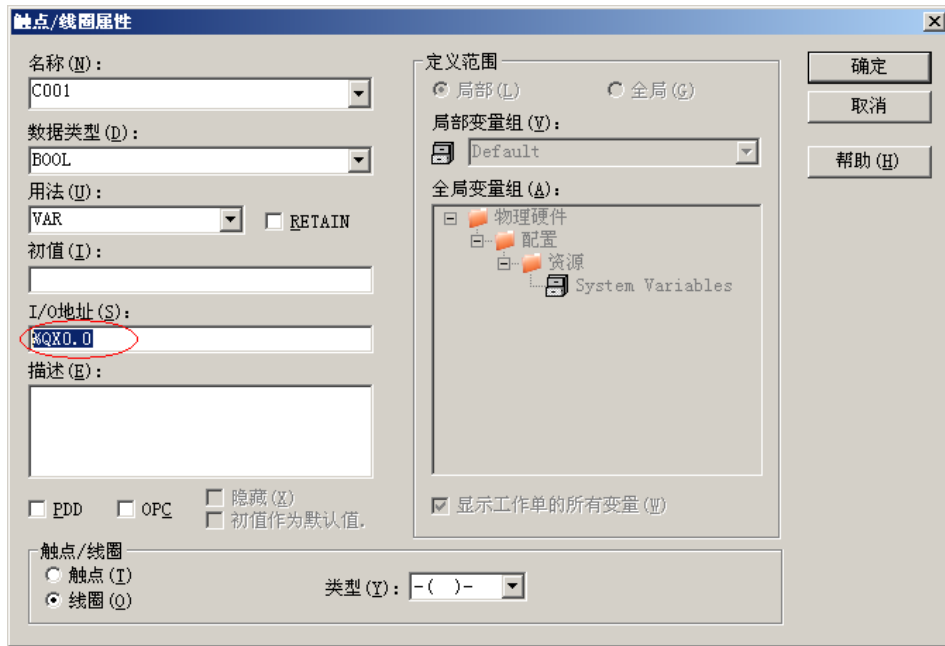 触点/线圈属性
名称(N):
C001
数据类型(D):
BOOL
用法(U):
VAR
RETAIN
初值(I):
I/O地址(S):
%QX0.0
描述(E):
PDD
OPC
隐藏(X)
初值作为默认值.
定义范围
局部(L)
全局(G)
局部变量组(V):
Default
全局变量组(A):
物理硬件
配置
资源
System Variables
显示工作单的所有变量(W)
确定
取消
帮助(H)
触点/线圈
触点(T)
线圈(O)
类型(Y):
-( )-